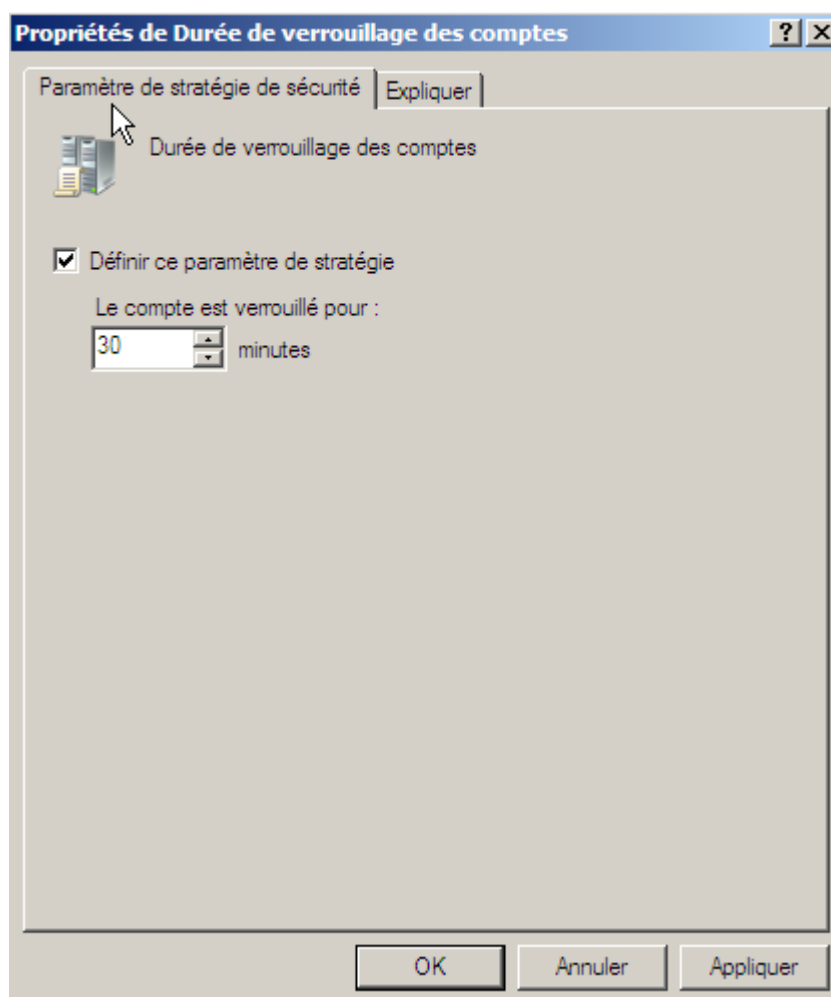 Propriétés de Durée de verrouillage des comptes
Paramètre de stratégie de sécurité
Expliquer
Durée de verrouillage des comptes
Définir ce paramètre de stratégie
Le compte est verrouillé pour :
30
minutes
OK
Annuler
Appliquer